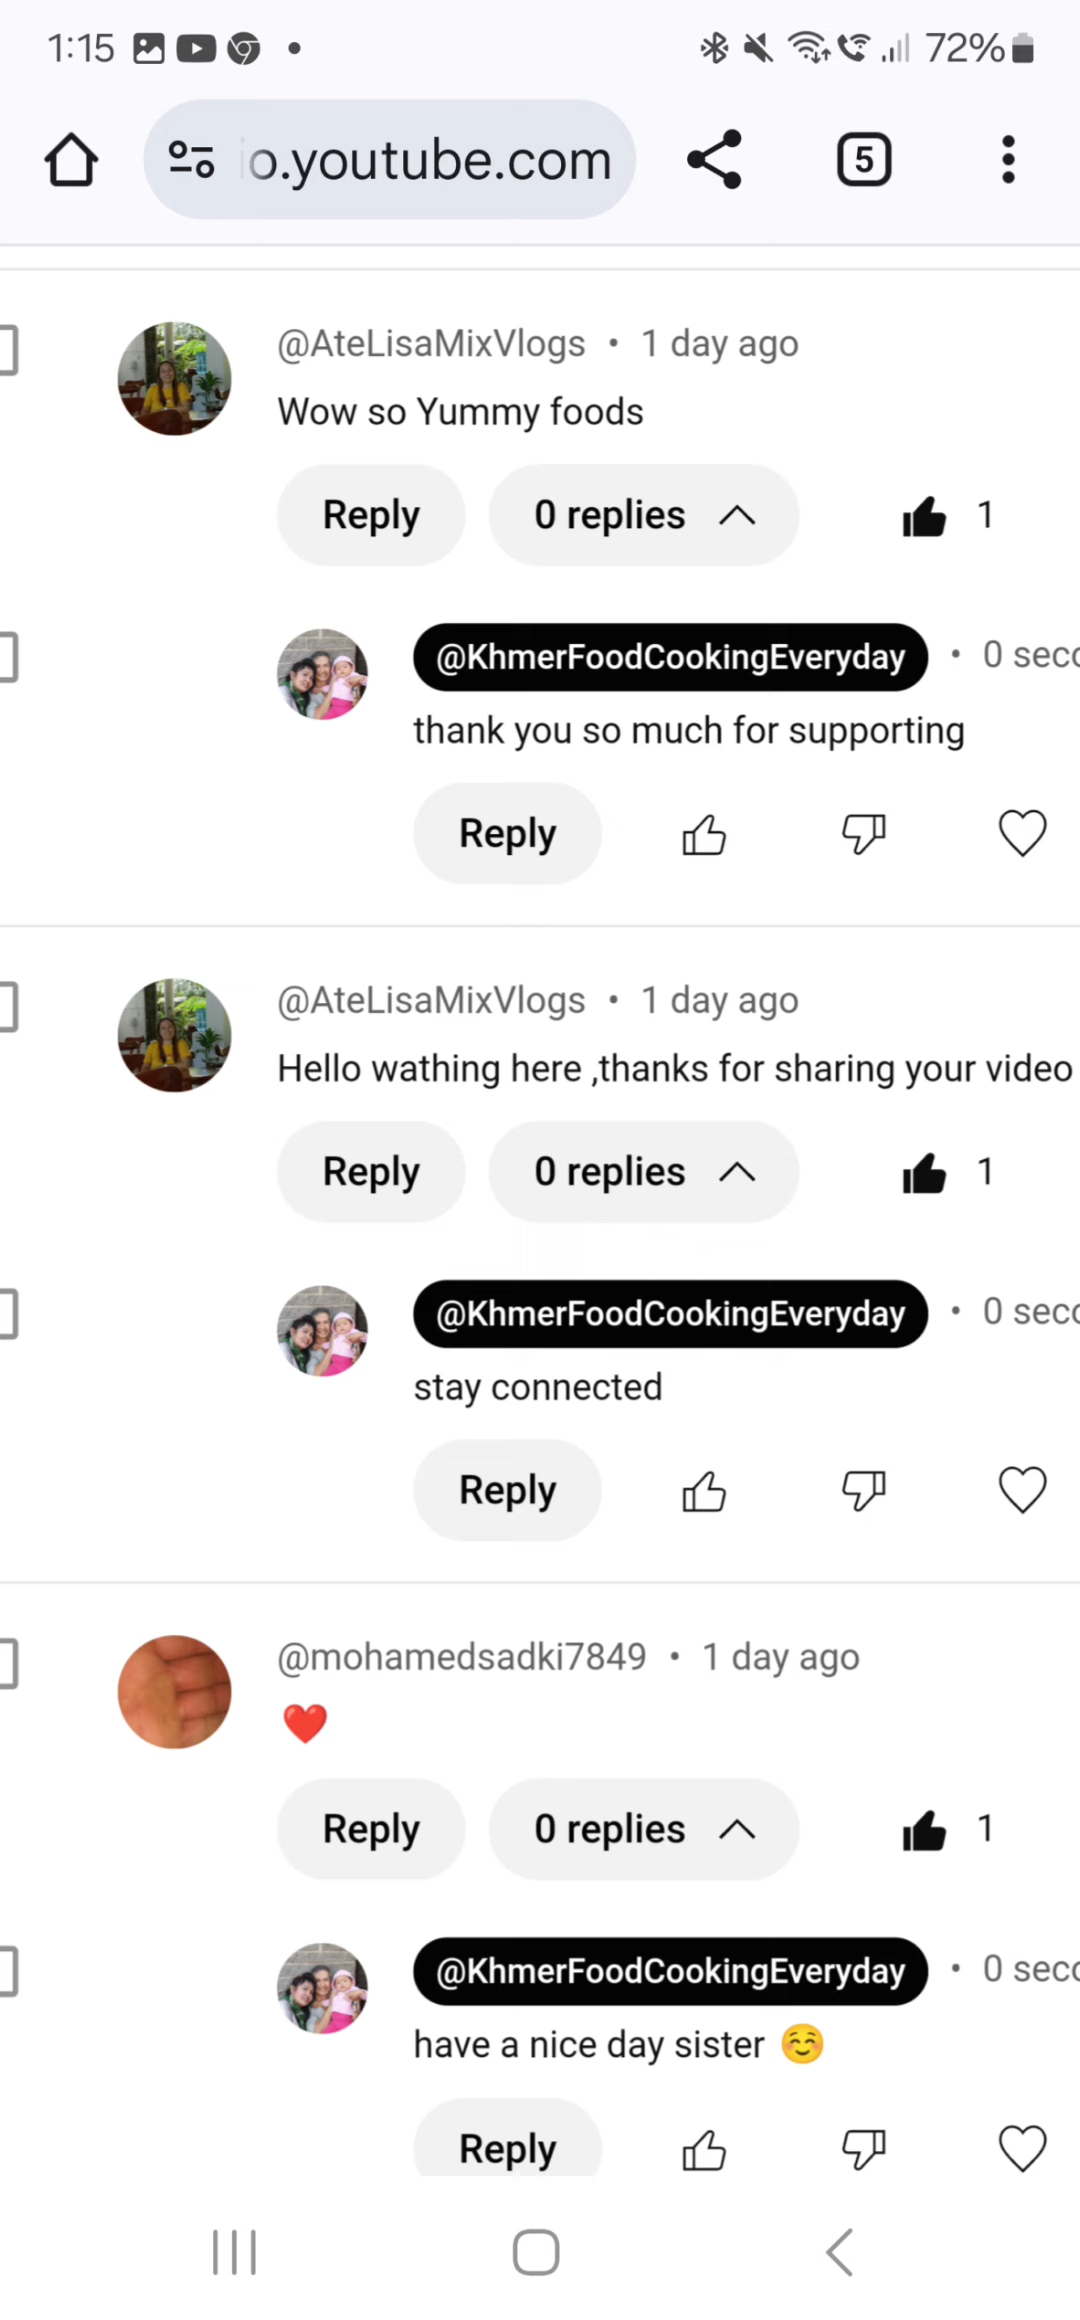 1:15 72%
o.youtube.com 5
@AteLisaMixVlogs • 1 day ago
Wow so Yummy foods
Reply 0 replies 1
@KhmerFoodCookingEveryday • 0 seco
thank you so much for supporting
Reply
@AteLisaMixVlogs • 1 day ago
Hello wathing here ,thanks for sharing your video
Reply 0 replies 1
@KhmerFoodCookingEveryday • 0 seco
stay connected
Reply
@mohamedsadki7849 • 1 day ago
❤️
Reply 0 replies 1
@KhmerFoodCookingEveryday • 0 seco
have a nice day sister ☺️
Reply